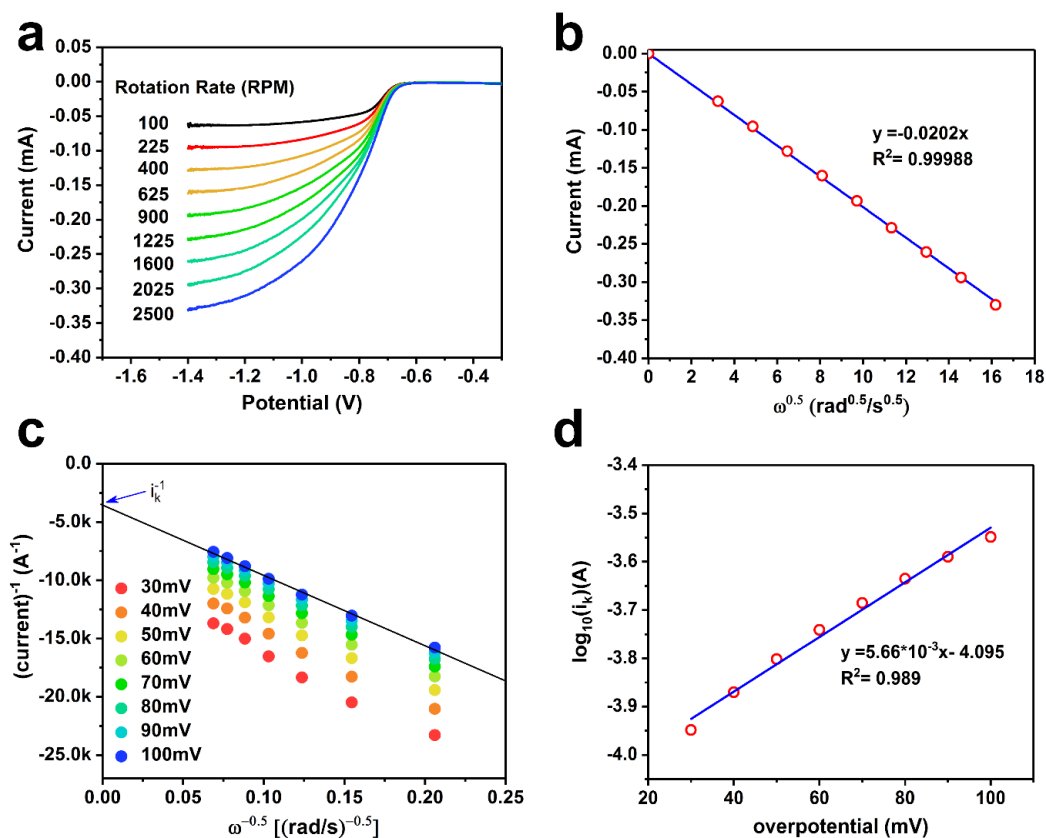 a
0.05
0.00
-0.05
-0.10
-0.15
-0.20
-0.25
-0.30
-0.35
-0.40
Current (mA)
Rotation Rate (RPM)
100
225
400
625
900
1225
1600
2025
2500
-1.6 -1.4 -1.2 -1.0 -0.8 -0.6 -0.4
Potential (V)
b
0.00
-0.05
-0.10
-0.15
-0.20
-0.25
-0.30
-0.35
-0.40
Current (mA)
y =-0.0202x
R²= 0.99988
0 2 4 6 8 10 12 14 16 18
ω^0.5 (rad^0.5/s^0.5)
c
0.0
-5.0k
-10.0k
-15.0k
-20.0k
-25.0k
(current)⁻¹ (A⁻¹)
i_k⁻¹
30mV
40mV
50mV
60mV
70mV
80mV
90mV
100mV
0.00 0.05 0.10 0.15 0.20 0.25
ω^−0.5 [(rad/s)^−0.5]
d
-3.4
-3.5
-3.6
-3.7
-3.8
-3.9
-4.0
log₁₀(i_k)(A)
y =5.66*10⁻³x- 4.095
R²= 0.989
20 40 60 80 100
overpotential (mV)